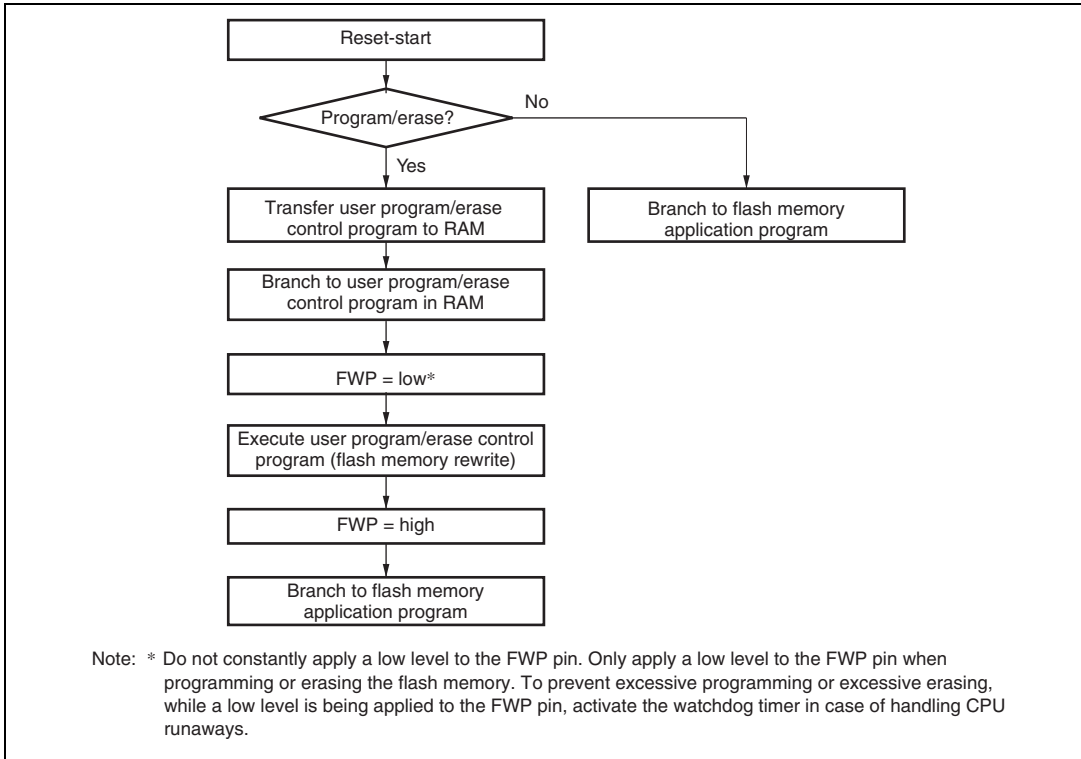 Reset-start
Program/erase?
No
Yes
Transfer user program/erase
control program to RAM
Branch to flash memory
application program
Branch to user program/erase
control program in RAM
FWP = low*
Execute user program/erase control
program (flash memory rewrite)
FWP = high
Branch to flash memory
application program
Note: * Do not constantly apply a low level to the FWP pin. Only apply a low level to the FWP pin when
programming or erasing the flash memory. To prevent excessive programming or excessive erasing,
while a low level is being applied to the FWP pin, activate the watchdog timer in case of handling CPU
runaways.